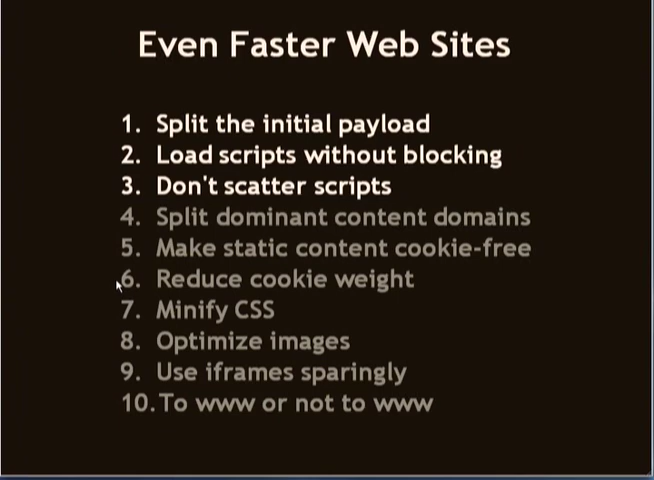 Even Faster Web Sites
1. Split the initial payload
2. Load scripts without blocking
3. Don't scatter scripts
4. Split dominant content domains
5. Make static content cookie-free
6. Reduce cookie weight
7. Minify CSS
8. Optimize images
9. Use iframes sparingly
10. To www or not to www